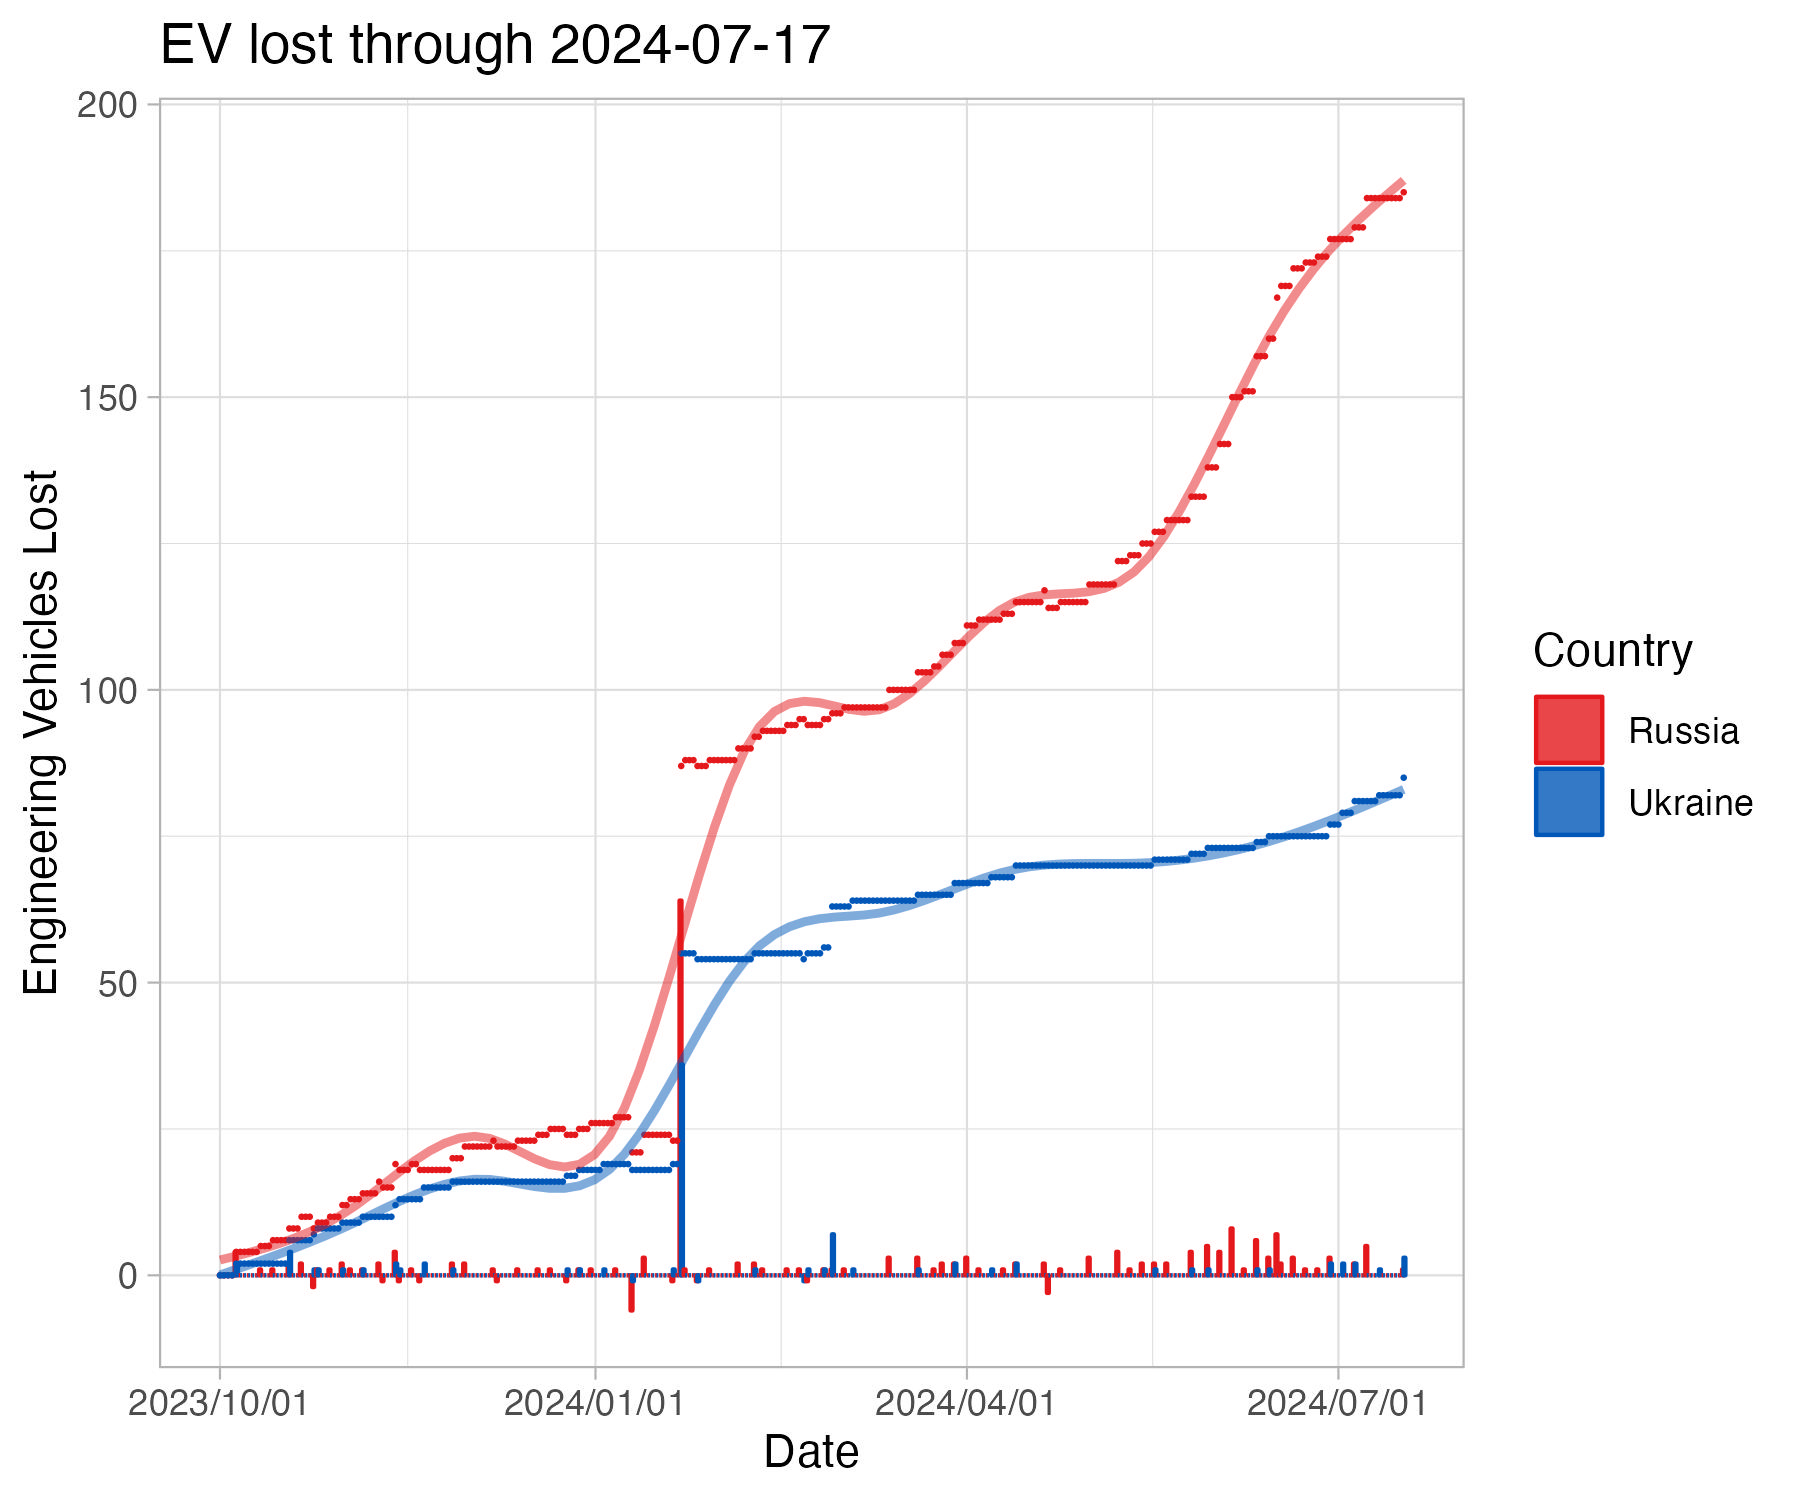 EV lost through 2024-07-17
Engineering Vehicles Lost
200
150
100
50
0
2023/10/01
2024/01/01
2024/04/01
2024/07/01
Date
Country
Russia
Ukraine